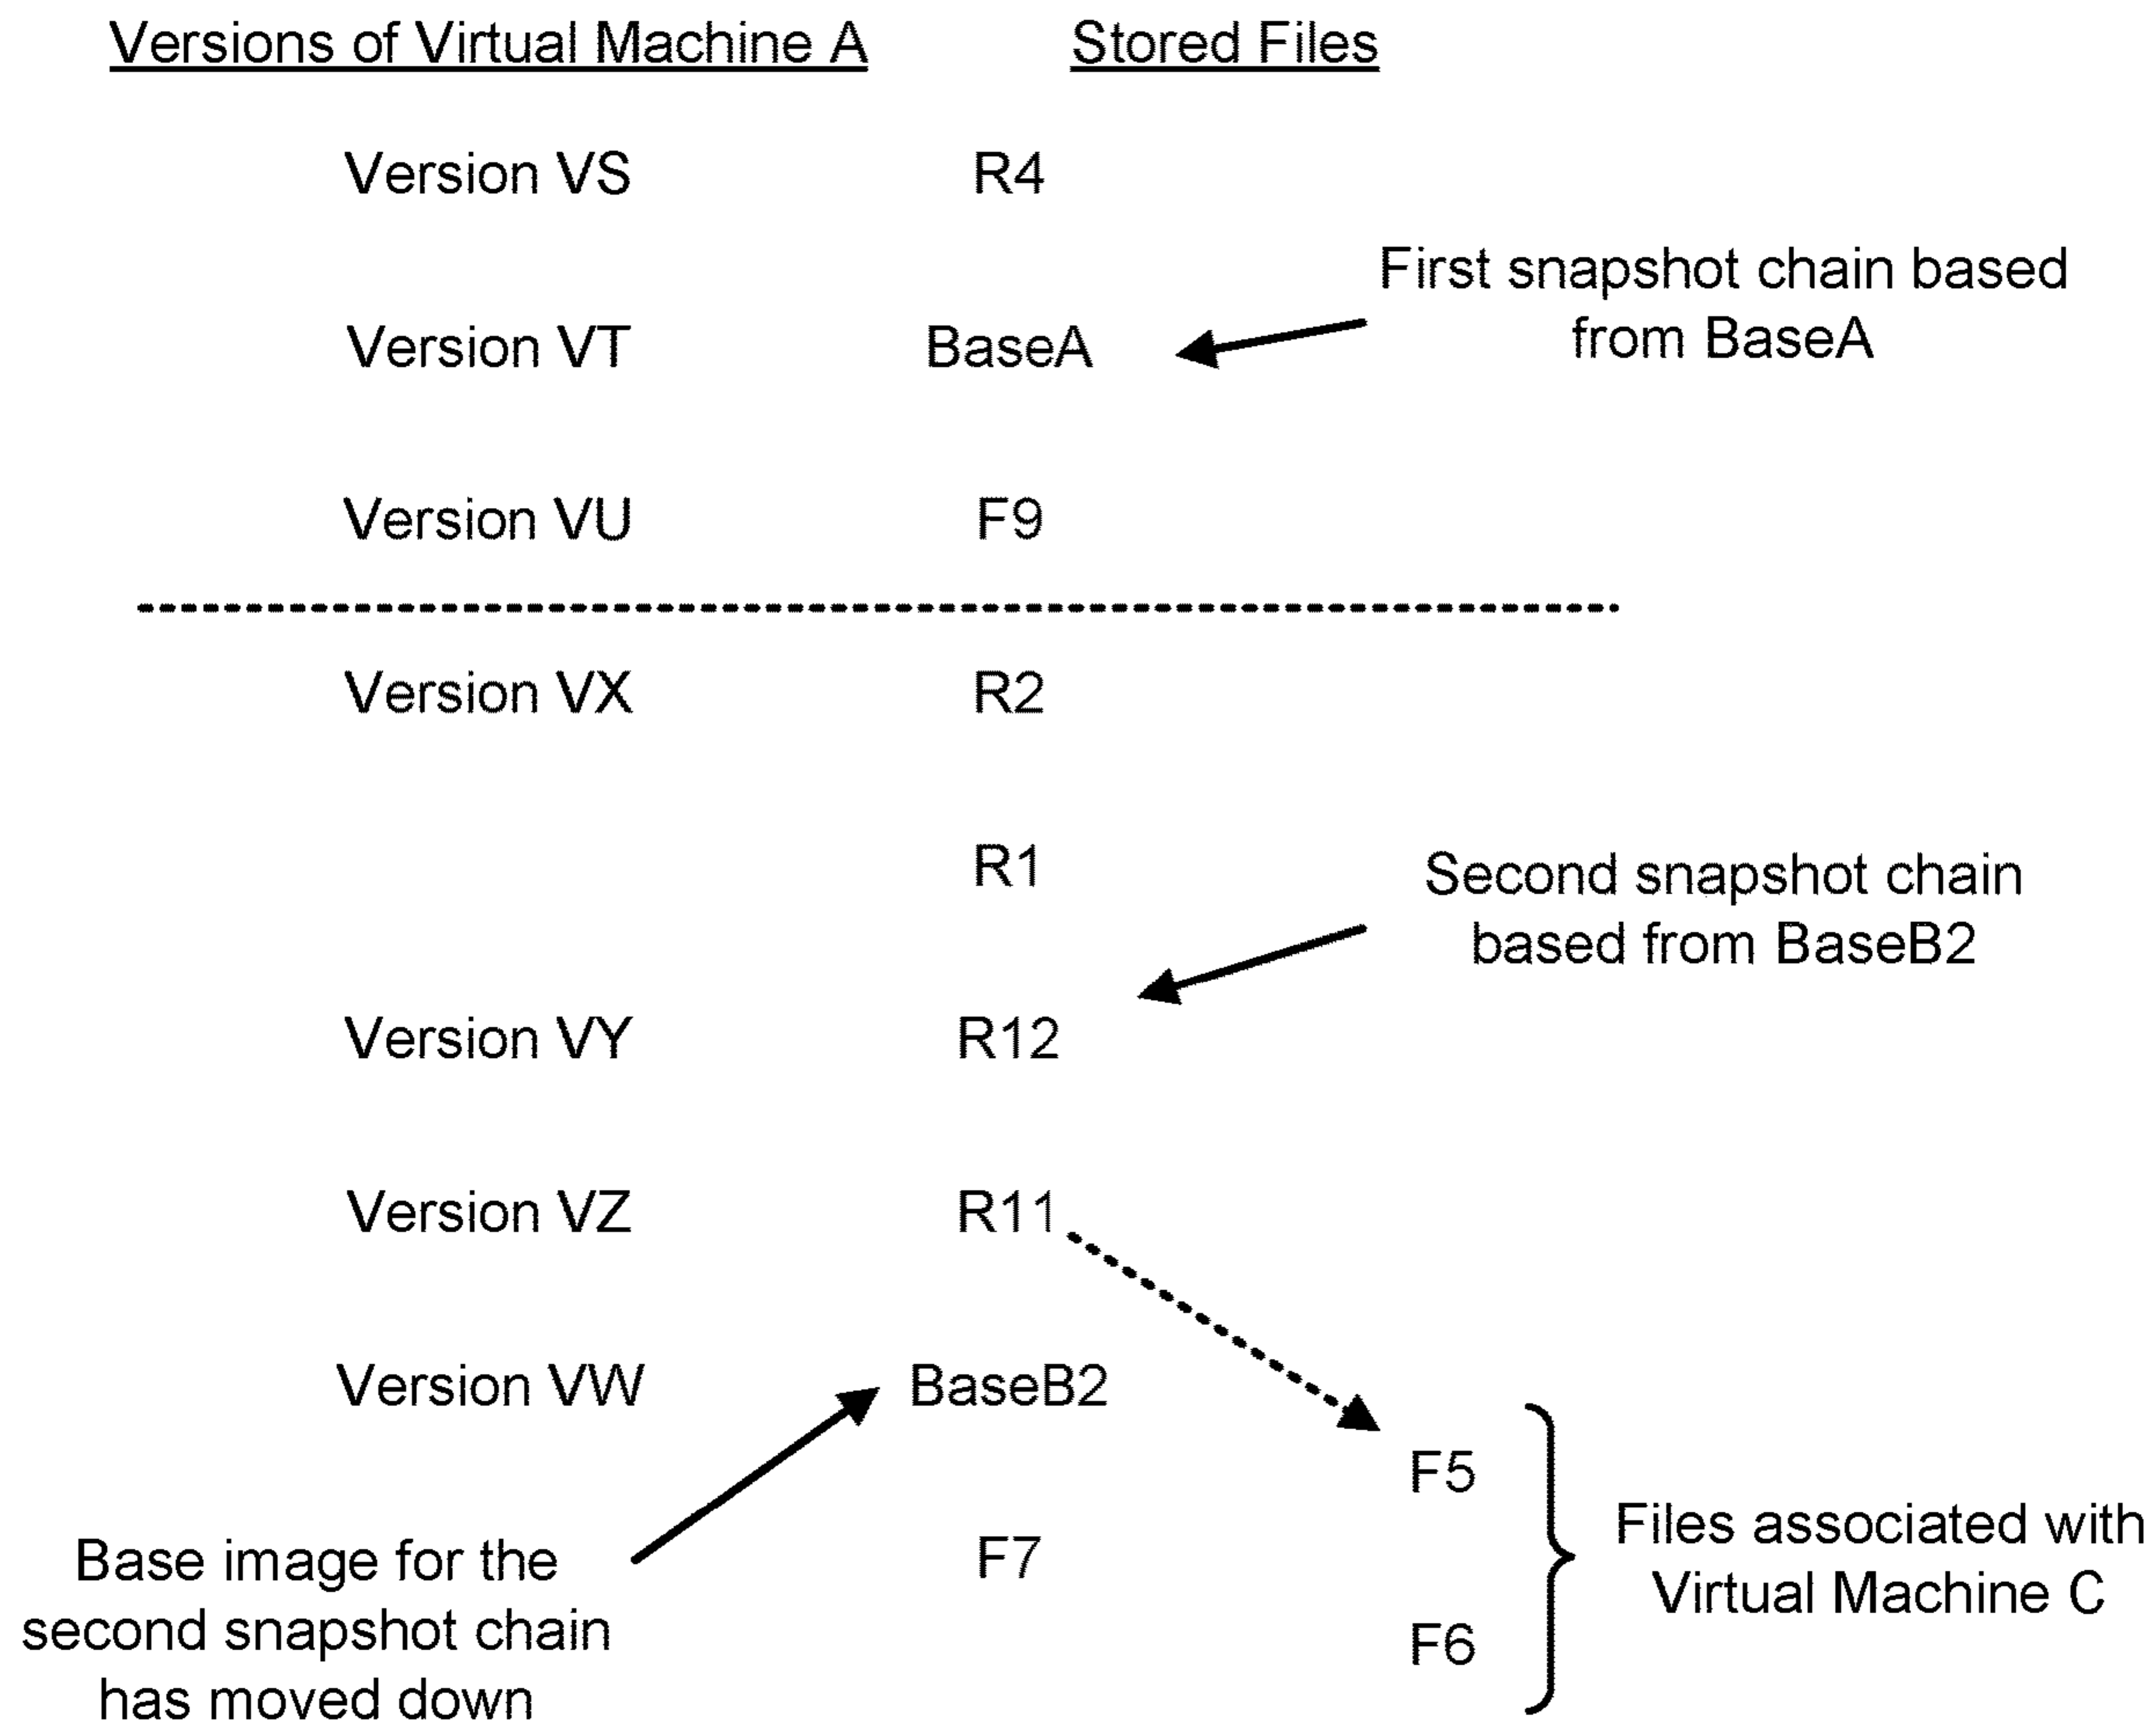 Versions of Virtual Machine A Stored Files
Version VS R4
First snapshot chain based
from BaseA
Version VT BaseA
Version VU F9
Version VX R2
R1
Second snapshot chain
based from BaseB2
Version VY R12
Version VZ R11
Version VW BaseB2
F5
F7
F6
Files associated with
Virtual Machine C
Base image for the
second snapshot chain
has moved down